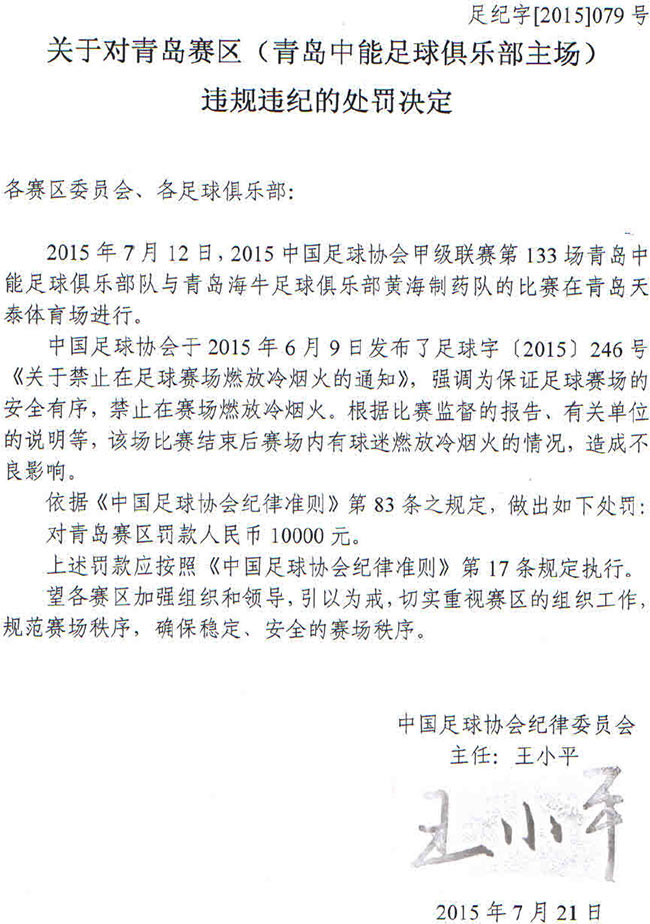 足纪字[2015]079 号
关于对青岛赛区（青岛中能足球俱乐部主场）
违规违纪的处罚决定
各赛区委员会、各足球俱乐部：
2015 年 7 月 12 日，2015 中国足球协会甲级联赛第 133 场青岛中
能足球俱乐部队与青岛海牛足球俱乐部黄海制药队的比赛在青岛天
泰体育场进行。
中国足球协会于 2015 年 6 月 9 日发布了足球字〔2015〕246 号
《关于禁止在足球赛场燃放冷烟火的通知》，强调为保证足球赛场的
安全有序，禁止在赛场燃放冷烟火。根据比赛监督的报告、有关单位
的说明等，该场比赛结束后赛场内有球迷燃放冷烟火的情况，造成不
良影响。
依据《中国足球协会纪律准则》第 83 条之规定，做出如下处罚：
对青岛赛区罚款人民币 10000 元。
上述罚款应按照《中国足球协会纪律准则》第 17 条规定执行。
望各赛区加强组织和领导，引以为戒，切实重视赛区的组织工作，
规范赛场秩序，确保稳定、安全的赛场秩序。
中国足球协会纪律委员会
主任：王小平
王小平
2015 年 7 月 21 日